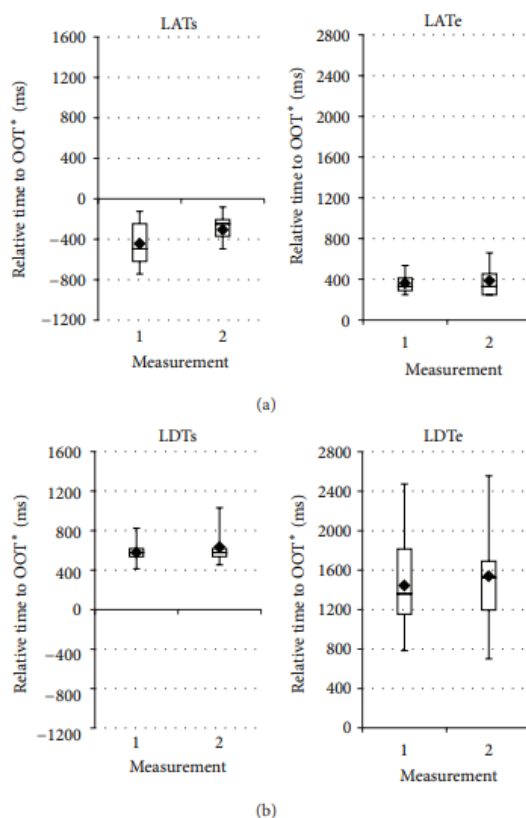 LATs
LATe
Relative time to OOT* (ms)
1600
1200
800
400
0
−400
−800
−1200
1
2
Measurement
Relative time to OOT* (ms)
2800
2400
2000
1600
1200
800
400
0
1
2
Measurement
(a)
LDTs
LDTe
Relative time to OOT* (ms)
1600
1200
800
400
0
−400
−800
−1200
1
2
Measurement
Relative time to OOT* (ms)
2800
2400
2000
1600
1200
800
400
0
1
2
Measurement
(b)